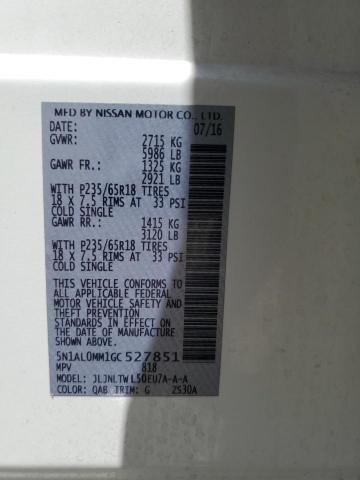 MFD BY NISSAN MOTOR CO., LTD.
DATE: 07/16
GVWR: 2715 KG
5986 LB
GAWR FR.: 1325 KG
2921 LB
WITH P235/65R18 TIRES
18 X 7.5 RIMS AT 33 PSI
COLD SINGLE
GAWR RR.: 1415 KG
3120 LB
WITH P235/65R18 TIRES
18 X 7.5 RIMS AT 33 PSI
COLD SINGLE
THIS VEHICLE CONFORMS TO
ALL APPLICABLE FEDERAL
MOTOR VEHICLE SAFETY AND
THEFT PREVENTION
STANDARDS IN EFFECT ON
THE DATE OF MANUFACTURE
SHOWN ABOVE.
5N1AL0MM1GC527851
MPV 818
MODEL: JLJNLTWL50EU7A-A-A
COLOR: QAB TRIM: G 2S30A